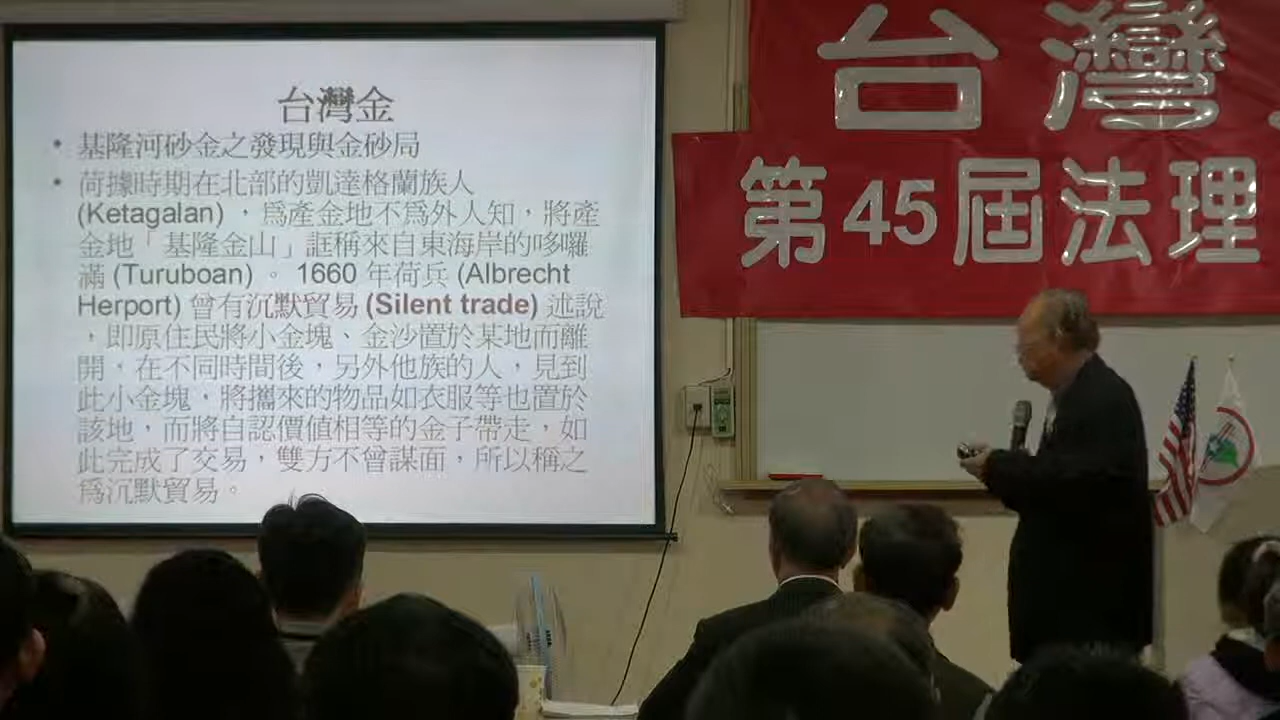 台灣金
• 基隆河砂金之發現與金砂局
• 荷據時期在北部的凱達格蘭族人
(Ketagalan) ，爲產金地不爲外人知，將產
金地「基隆金山」誆稱來自東海岸的哆囉
滿 (Turuboan) 。 1660 年荷兵 (Albrecht
Herport) 曾有沉默貿易 (Silent trade) 述說
，即原住民將小金塊、金沙置於某地而離
開，在不同時間後，另外他族的人，見到
此小金塊，將攜來的物品如衣服等也置於
該地，而將自認價值相等的金子帶走，如
此完成了交易，雙方不曾謀面，所以稱之
爲沉默貿易。
台灣
第45屆法理